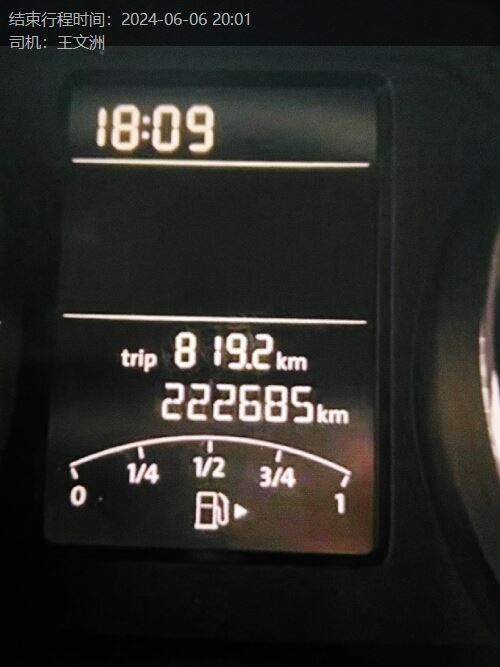 结束行程时间：2024-06-06 20:01
司机：王文洲
18:09
trip 819.2 km
222685 km
0 1/4 1/2 3/4 1